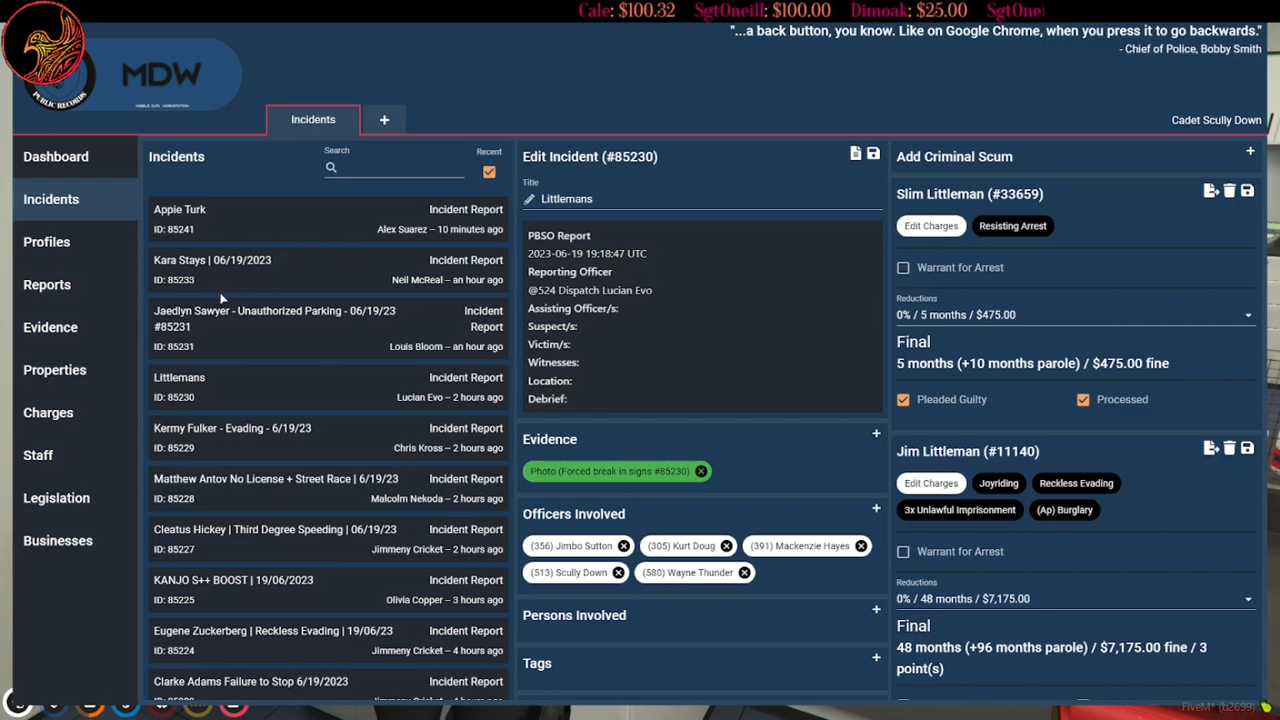 Cale: $100.32 SgtOneill: $100.00 Dimoak: $25.00 SgtOnei
"...a back button, you know. Like on Google Chrome, when you press it to go backwards."
- Chief of Police, Bobby Smith
PUBLIC RECORDS
MDW
MOBILE DATA WORKSTATION
Incidents
+
Cadet Scully Down
Dashboard
Incidents
Profiles
Reports
Evidence
Properties
Charges
Staff
Legislation
Businesses
Incidents
Search
Recent
Appie Turk Incident Report
ID: 85241 Alex Suarez – 10 minutes ago
Kara Stays | 06/19/2023 Incident Report
ID: 85233 Neil McReal – an hour ago
Jaedlyn Sawyer - Unauthorized Parking - 06/19/23 Incident
#85231 Report
ID: 85231 Louis Bloom – an hour ago
Littlemans Incident Report
ID: 85230 Lucian Evo – 2 hours ago
Kermy Fulker - Evading - 6/19/23 Incident Report
ID: 85229 Chris Kross – 2 hours ago
Matthew Antov No License + Street Race | 6/19/23 Incident Report
ID: 85228 Malcolm Nekoda – 2 hours ago
Cleatus Hickey | Third Degree Speeding | 06/19/23 Incident Report
ID: 85227 Jimmeny Cricket – 2 hours ago
KANJO S++ BOOST | 19/06/2023 Incident Report
ID: 85225 Olivia Copper – 3 hours ago
Eugene Zuckerberg | Reckless Evading | 19/06/23 Incident Report
ID: 85224 Jimmeny Cricket – 4 hours ago
Clarke Adams Failure to Stop 6/19/2023 Incident Report
Edit Incident (#85230)
Title
Littlemans
PBSO Report
2023-06-19 19:18:47 UTC
Reporting Officer
@524 Dispatch Lucian Evo
Assisting Officer/s:
Suspect/s:
Victim/s:
Witnesses:
Location:
Debrief:
Evidence +
Photo (Forced break in signs #85230)
Officers Involved +
(356) Jimbo Sutton (305) Kurt Doug (391) Mackenzie Hayes
(513) Scully Down (580) Wayne Thunder
Persons Involved +
Tags +
Add Criminal Scum +
Slim Littleman (#33659)
Edit Charges Resisting Arrest
Warrant for Arrest
Reductions
0% / 5 months / $475.00
Final
5 months (+10 months parole) / $475.00 fine
Pleaded Guilty Processed
Jim Littleman (#11140)
Edit Charges Joyriding Reckless Evading
3x Unlawful Imprisonment (Ap) Burglary
Warrant for Arrest
Reductions
0% / 48 months / $7,175.00
Final
48 months (+96 months parole) / $7,175.00 fine / 3
point(s)
FiveM* (b2699)